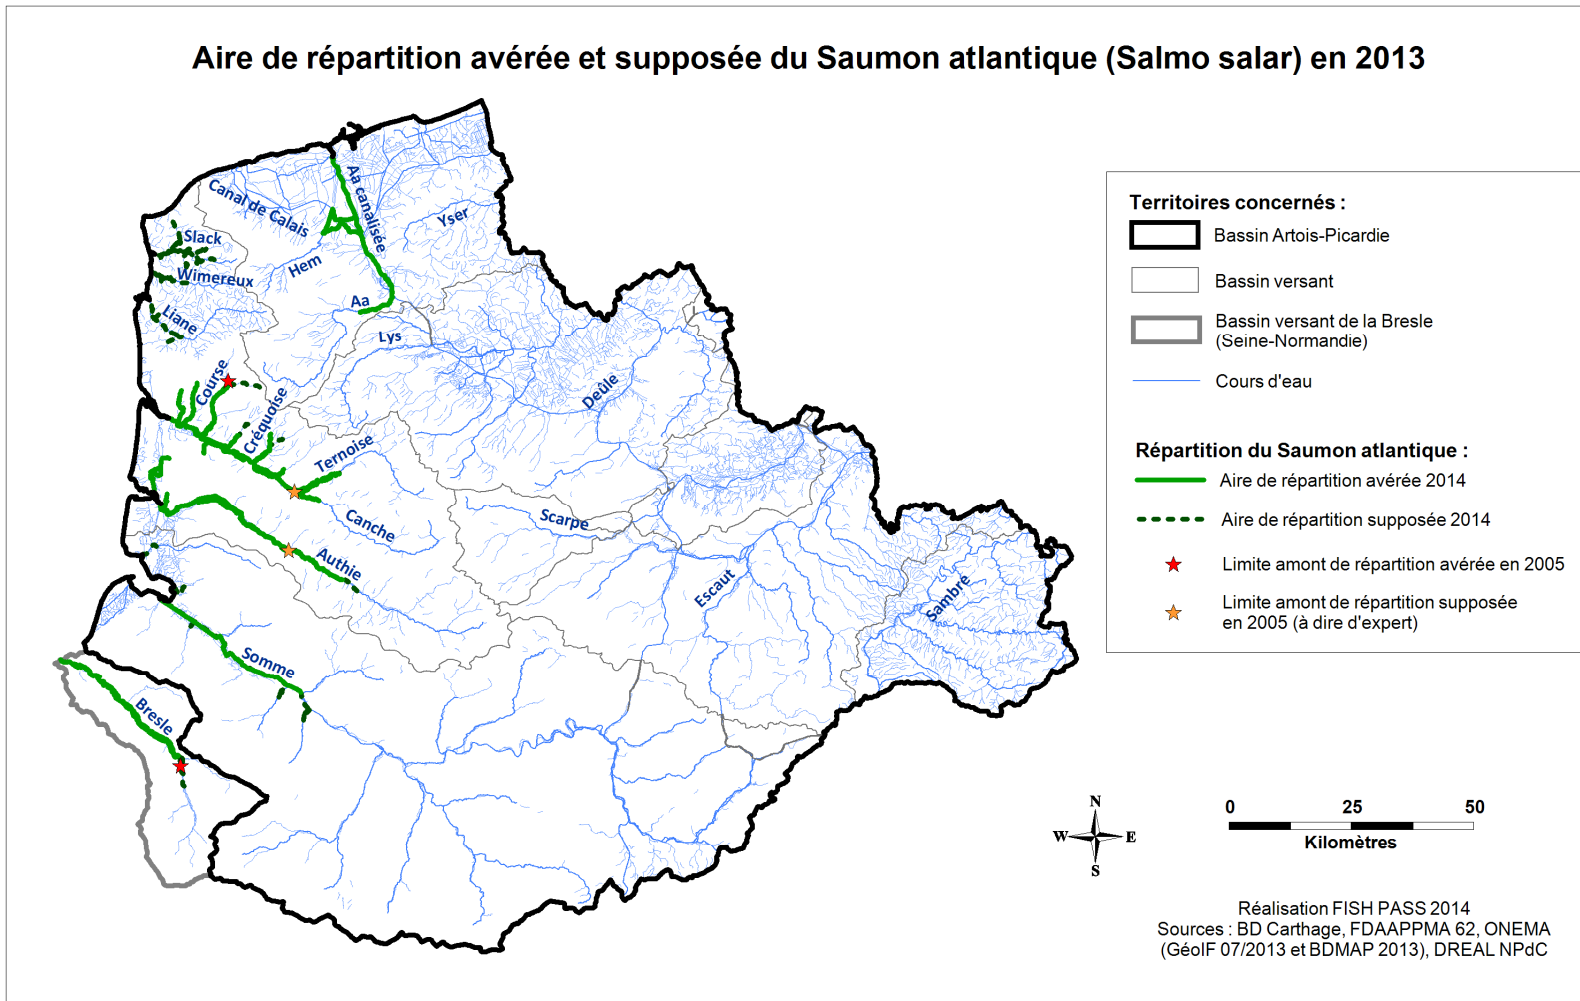 Aire de répartition avérée et supposée du Saumon atlantique (Salmo salar) en 2013
Aa canalisée
Canal de Calais
Yser
Slack
Hem
Wimereux
Aa
Liane
Lys
Course
Deûle
Créquoise
Ternoise
Canche
Scarpe
Authie
Escaut
Sambre
Somme
Bresle
Territoires concernés :
Bassin Artois-Picardie
Bassin versant
Bassin versant de la Bresle
(Seine-Normandie)
Cours d'eau
Répartition du Saumon atlantique :
Aire de répartition avérée 2014
Aire de répartition supposée 2014
Limite amont de répartition avérée en 2005
Limite amont de répartition supposée
en 2005 (à dire d'expert)
N
W E
S
0 25 50
Kilomètres
Réalisation FISH PASS 2014
Sources : BD Carthage, FDAAPPMA 62, ONEMA
(GéoIF 07/2013 et BDMAP 2013), DREAL NPdC